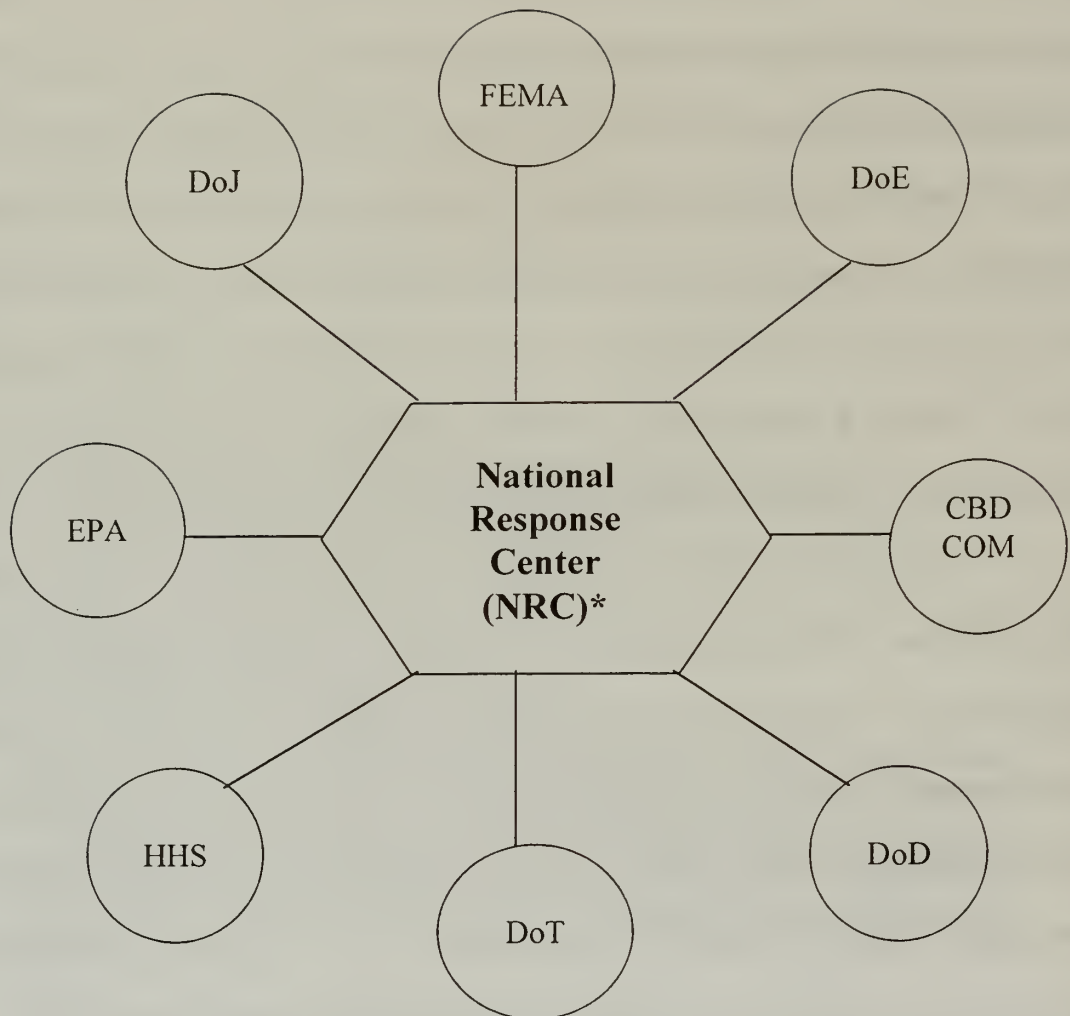 FEMA
DoJ
DoE
National
Response
Center
(NRC)*
EPA
CBD
COM
HHS
DoD
DoT